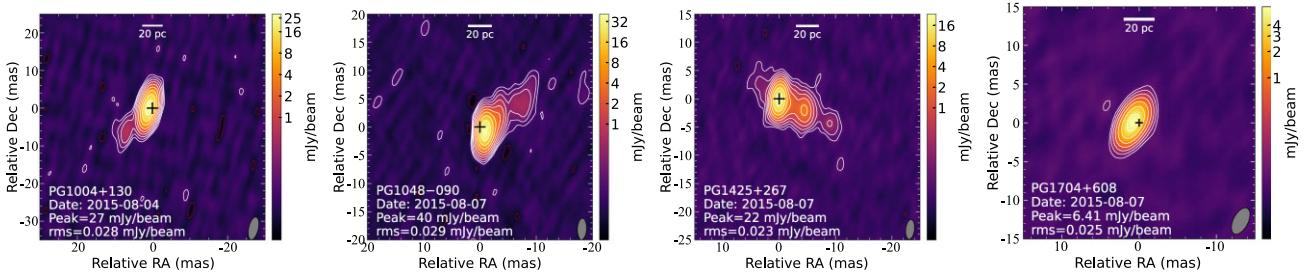 20 pc
PG1004+130
Date: 2015-08-04
Peak=27 mJy/beam
rms=0.028 mJy/beam
Relative Dec (mas)
30
20
10
0
-10
-20
-30
20
0
-20
Relative RA (mas)
25
16
8
4
2
1
mJy/beam
20 pc
PG1048−090
Date: 2015-08-07
Peak=40 mJy/beam
rms=0.029 mJy/beam
Relative Dec (mas)
20
15
10
5
0
-5
-10
-15
-20
20
10
0
-10
-20
Relative RA (mas)
32
16
8
4
2
1
mJy/beam
20 pc
PG1425+267
Date: 2015-08-07
Peak=22 mJy/beam
rms=0.023 mJy/beam
Relative Dec (mas)
15
10
5
0
-5
-10
-15
-20
-25
20
10
0
-10
Relative RA (mas)
16
8
4
2
1
mJy/beam
20 pc
PG1704+608
Date: 2015-08-07
Peak=6.41 mJy/beam
rms=0.025 mJy/beam
Relative Dec (mas)
15
10
5
0
-5
-10
-15
10
0
-10
Relative RA (mas)
4
2
1
mJy/beam